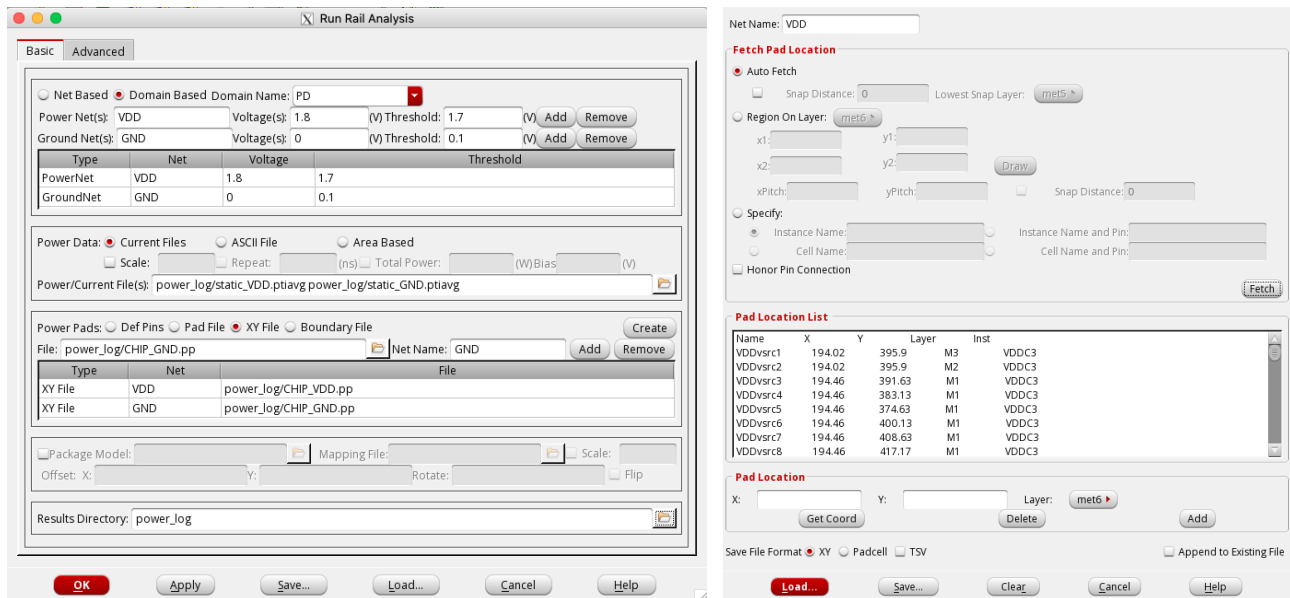 Run Rail Analysis
Basic Advanced
Net Based Domain Based Domain Name: PD
Power Net(s): VDD Voltage(s): 1.8 (V) Threshold: 1.7 (V) Add Remove
Ground Net(s): GND Voltage(s): 0 (V) Threshold: 0.1 (V) Add Remove
Type Net Voltage Threshold
PowerNet VDD 1.8 1.7
GroundNet GND 0 0.1
Power Data: Current Files ASCII File Area Based
Scale: Repeat: (ns) Total Power: (W) Bias (V)
Power/Current File(s): power_log/static_VDD.ptiavg power_log/static_GND.ptiavg
Power Pads: Def Pins Pad File XY File Boundary File Create
File: power_log/CHIP_GND.pp Net Name: GND Add Remove
Type Net File
XY File VDD power_log/CHIP_VDD.pp
XY File GND power_log/CHIP_GND.pp
Package Model: Mapping File: Scale:
Offset: X: Y: Rotate: Flip
Results Directory: power_log
OK Apply Save... Load... Cancel Help
Net Name: VDD
Fetch Pad Location
Auto Fetch
Snap Distance: 0 Lowest Snap Layer: met5
Region On Layer: met6
x1: y1:
x2: y2: Draw
xPitch: yPitch: Snap Distance: 0
Specify:
Instance Name: Instance Name and Pin:
Cell Name: Cell Name and Pin:
Honor Pin Connection
Fetch
Pad Location List
Name X Y Layer Inst
VDDvsrc1 194.02 395.9 M3 VDDC3
VDDvsrc2 194.02 395.9 M2 VDDC3
VDDvsrc3 194.46 391.63 M1 VDDC3
VDDvsrc4 194.46 383.13 M1 VDDC3
VDDvsrc5 194.46 374.63 M1 VDDC3
VDDvsrc6 194.46 400.13 M1 VDDC3
VDDvsrc7 194.46 408.63 M1 VDDC3
VDDvsrc8 194.46 417.17 M1 VDDC3
Pad Location
X: Y: Layer: met6
Get Coord Delete Add
Save File Format XY Padcell TSV Append to Existing File
Load... Save... Clear Cancel Help